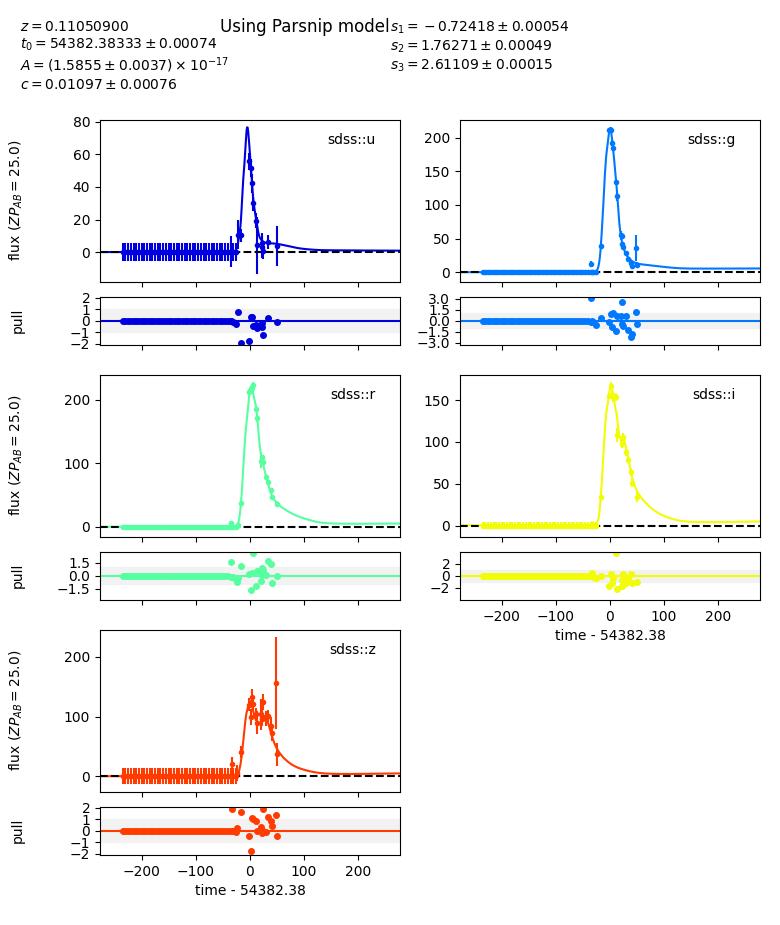 Using Parsnip model
z = 0.11050900
t₀ = 54382.38333 ± 0.00074
A = (1.5855 ± 0.0037) × 10⁻¹⁷
c = 0.01097 ± 0.00076
s₁ = −0.72418 ± 0.00054
s₂ = 1.76271 ± 0.00049
s₃ = 2.61109 ± 0.00015
flux (ZP_AB = 25.0)
80
60
40
20
0
sdss::u
200
150
100
50
0
sdss::g
pull
2
1
0
−1
−2
3.0
1.5
0.0
−1.5
−3.0
flux (ZP_AB = 25.0)
200
100
0
sdss::r
150
100
50
0
sdss::i
pull
1.5
0.0
−1.5
2
0
−2
−200
−100
0
100
200
time - 54382.38
flux (ZP_AB = 25.0)
200
100
0
sdss::z
pull
2
1
0
−1
−2
−200
−100
0
100
200
time - 54382.38